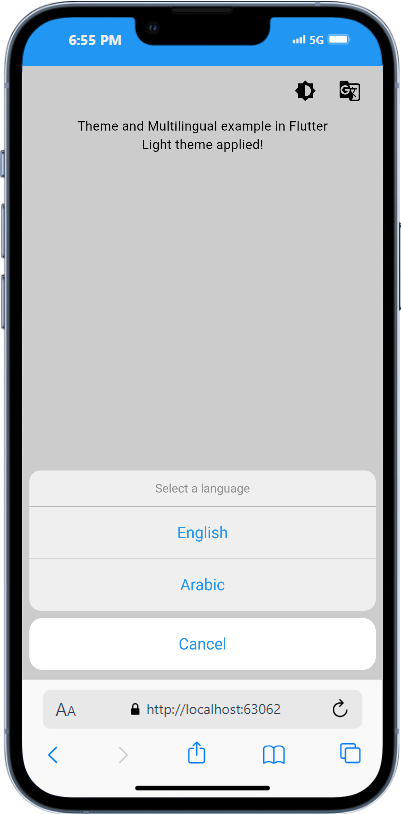 6:55 PM
5G
Theme and Multilingual example in Flutter
Light theme applied!
Select a language
English
Arabic
Cancel
AA
http://localhost:63062